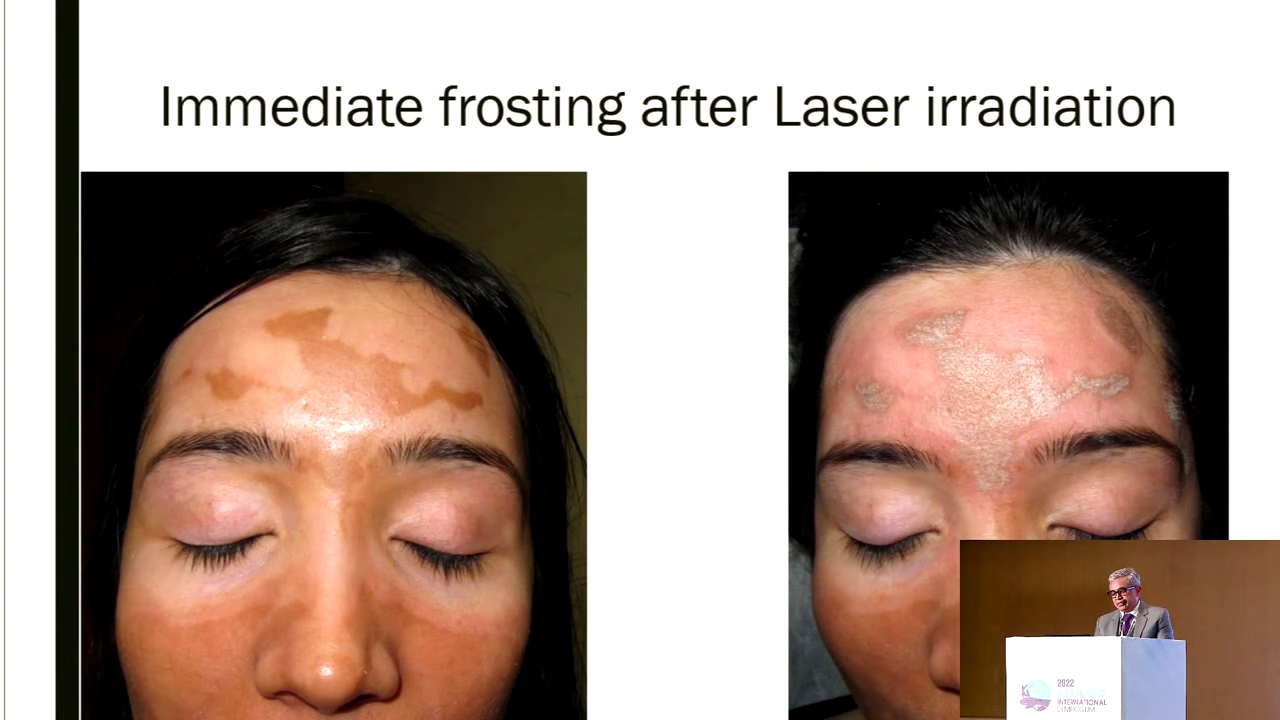 Immediate frosting after Laser irradiation
2022
INTERNATIONAL
SYMPOSIUM